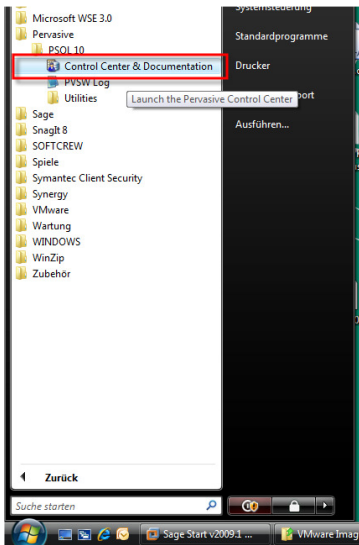 Microsoft WSE 3.0
Pervasive
PSQL 10
Control Center & Documentation
PVSW Log
Utilities
Launch the Pervasive Control Center
Sage
SnagIt 8
SOFTCREW
Spiele
Symantec Client Security
Synergy
VMware
Wartung
WINDOWS
WinZip
Zubehör
Zurück
Suche starten
Systemsteuerung
Standardprogramme
Drucker
port
Ausführen...
Sage Start v2009.1 ...
VMware Imag